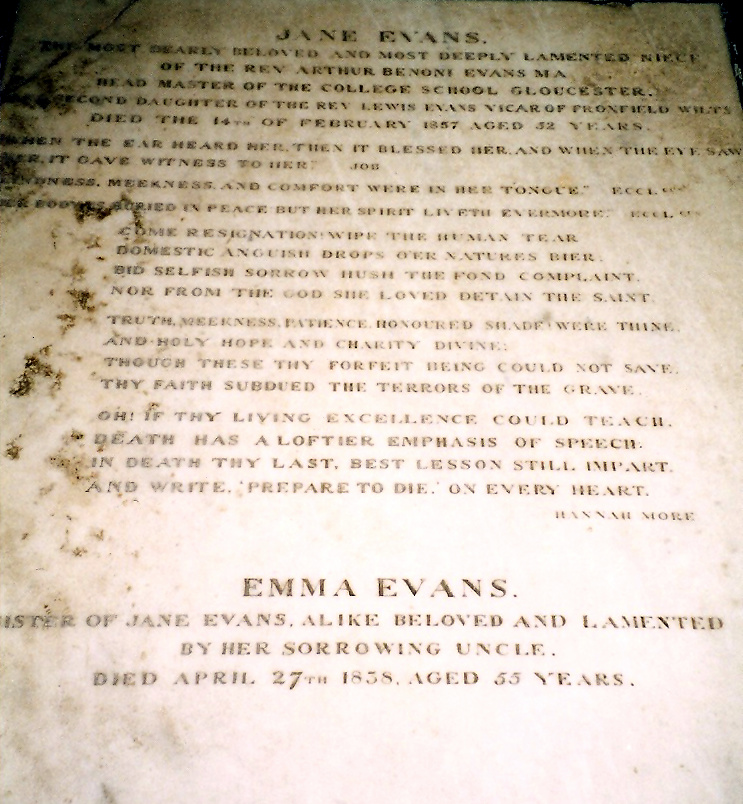 JANE EVANS.
THE MOST DEARLY BELOVED AND MOST DEEPLY LAMENTED NIECE
OF THE REV ARTHUR BENONI EVANS M A
HEAD MASTER OF THE COLLEGE SCHOOL GLOUCESTER.
SECOND DAUGHTER OF THE REV LEWIS EVANS VICAR OF FROXFIELD WILTS
DIED THE 14TH OF FEBRUARY 1837 AGED 52 YEARS.
WHEN THE EAR HEARD HER, THEN IT BLESSED HER, AND WHEN THE EYE SAW
HER, IT GAVE WITNESS TO HER." JOB
KINDNESS, MEEKNESS, AND COMFORT WERE IN HER TONGUE." ECCLUS
HER BODY IS BURIED IN PEACE BUT HER SPIRIT LIVETH EVERMORE." ECCLUS
COME RESIGNATION! WIPE THE HUMAN TEAR
DOMESTIC ANGUISH DROPS O'ER NATURES BIER.
BID SELFISH SORROW HUSH THE FOND COMPLAINT.
NOR FROM THE GOD SHE LOVED DETAIN THE SAINT.
TRUTH, MEEKNESS, PATIENCE, HONOURED SHADE! WERE THINE.
AND HOLY HOPE AND CHARITY DIVINE:
THOUGH THESE THY FORFEIT BEING COULD NOT SAVE.
THY FAITH SUBDUED THE TERRORS OF THE GRAVE.
OH! IF THY LIVING EXCELLENCE COULD TEACH.
DEATH HAS A LOFTIER EMPHASIS OF SPEECH.
IN DEATH THY LAST, BEST LESSON STILL IMPART.
AND WRITE, 'PREPARE TO DIE,' ON EVERY HEART.
HANNAH MORE
EMMA EVANS.
SISTER OF JANE EVANS, ALIKE BELOVED AND LAMENTED
BY HER SORROWING UNCLE.
DIED APRIL 27TH 1838, AGED 55 YEARS.